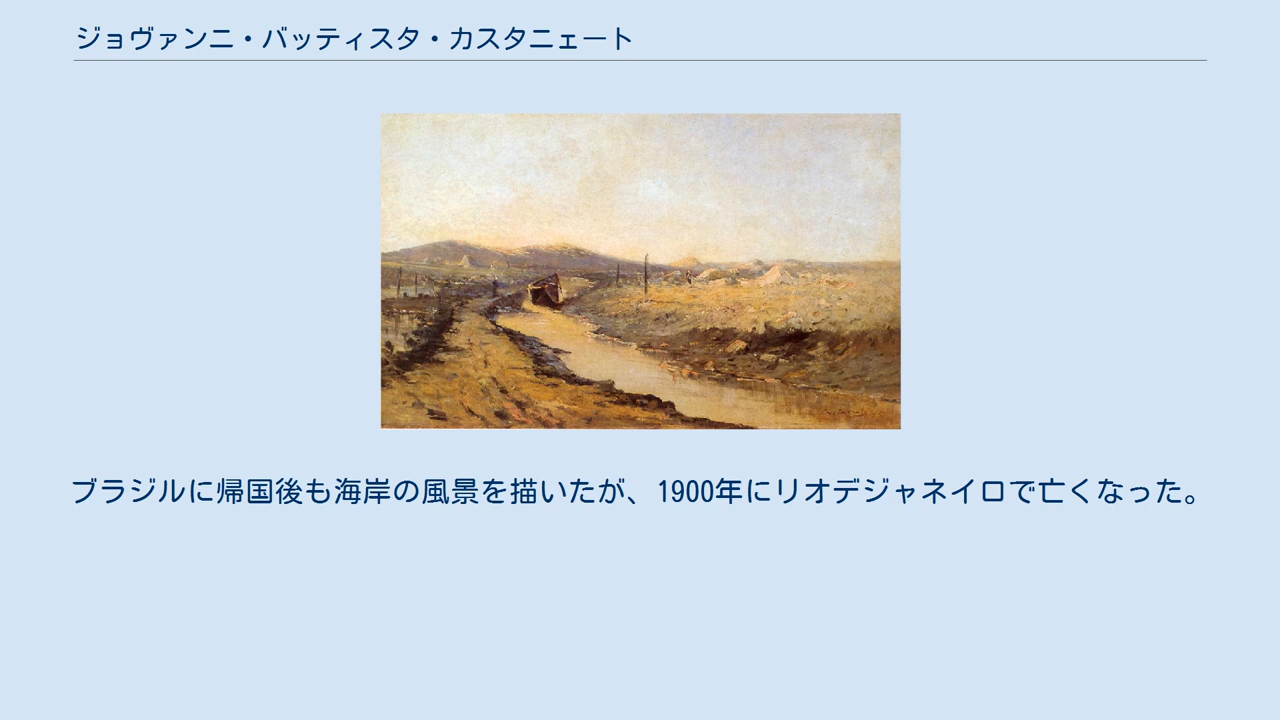 ジョヴァンニ・バッティスタ・カスタニェート
ブラジルに帰国後も海岸の風景を描いたが、1900年にリオデジャネイロで亡くなった。